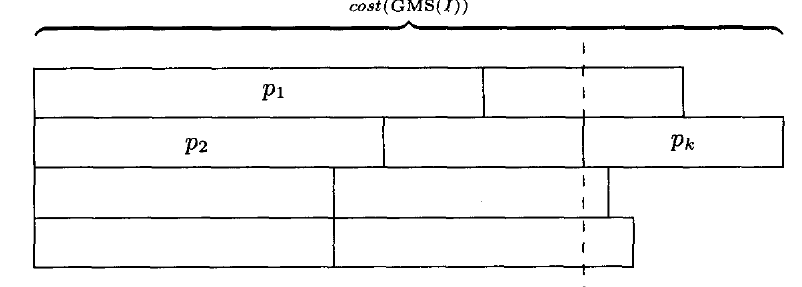 cost(GMS(I))
p₁
p₂
pₖ